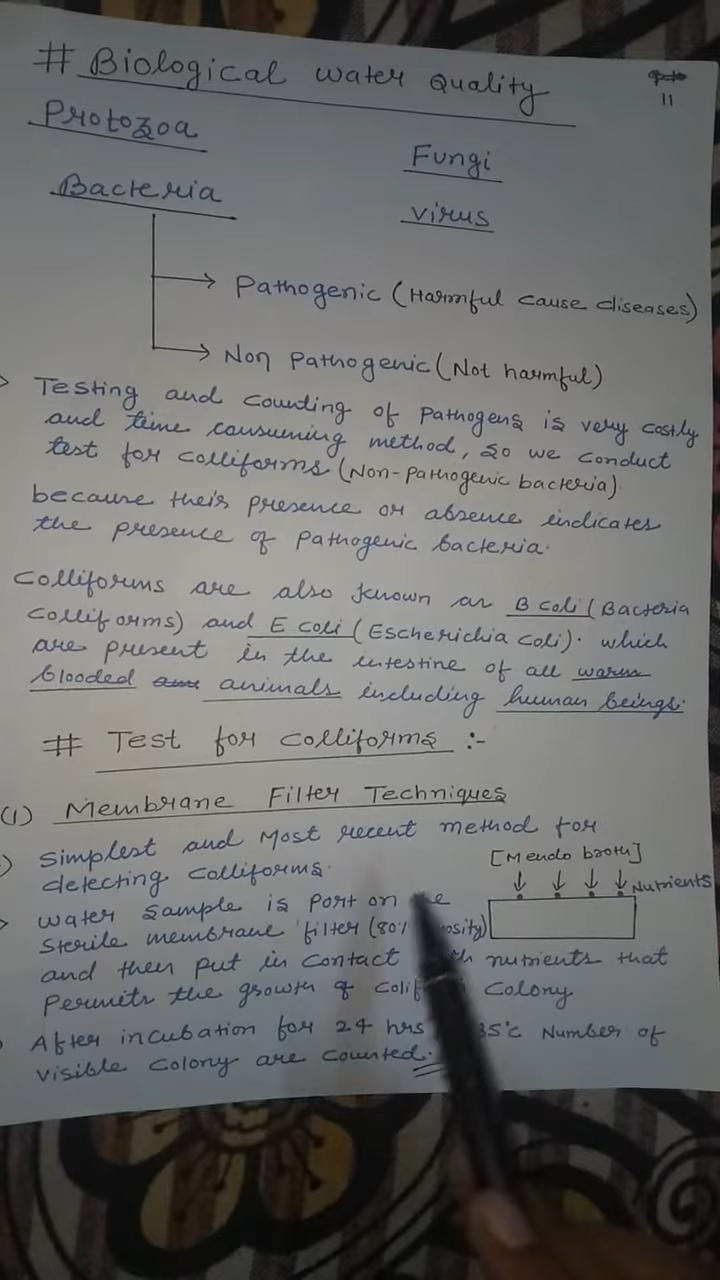 # Biological water Quality
11
Protozoa
Fungi
Bacteria
virus
Pathogenic (Harmful cause diseases)
Non Pathogenic (Not harmful)
Testing and counting of pathogens is very costly
and time consuming method, so we conduct
test for colliforms (Non-pathogenic bacteria).
because their presence or absence indicates
the presence of pathogenic bacteria.
Colliforms are also known as B coli (Bacteria
colliforms) and E coli (Escherichia coli). which
are present in the intestine of all warm
blooded animals including human beings.
# Test for colliforms :-
(1) Membrane Filter Techniques
Simplest and Most recent method for
detecting colliforms.
[Mendo broth]
Nutrients
Water sample is Port on
Sterile membrane filter (80%
and then put in contact nutrients that
Permits the growth of Colony
After incubation for 24 hrs 35°c Number of
visible colony are counted.